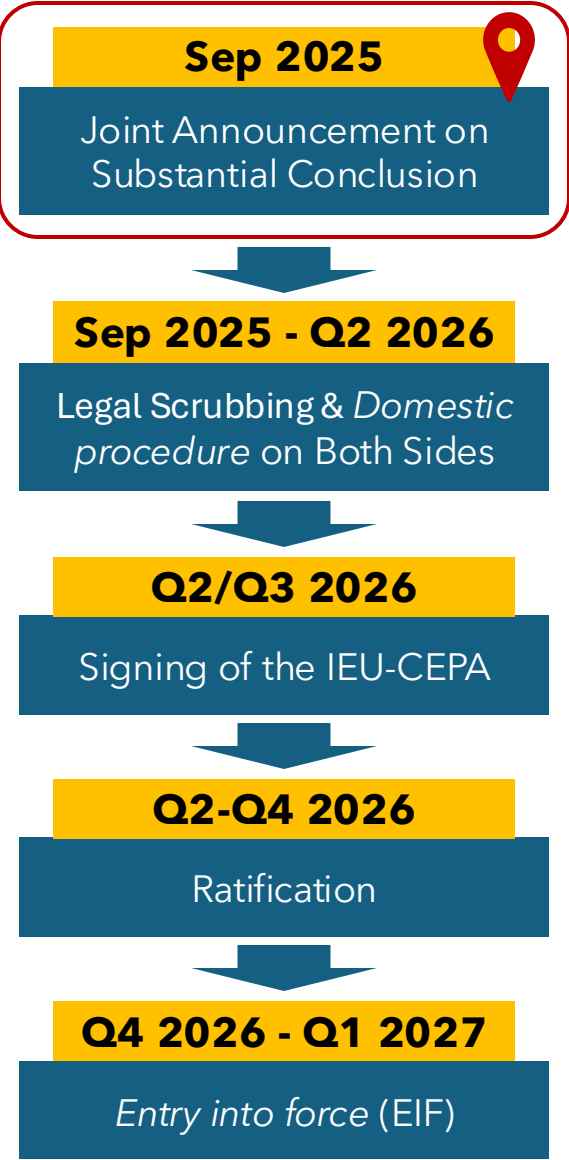 Sep 2025
Joint Announcement on
Substantial Conclusion
Sep 2025 - Q2 2026
Legal Scrubbing & Domestic
procedure on Both Sides
Q2/Q3 2026
Signing of the IEU-CEPA
Q2-Q4 2026
Ratification
Q4 2026 - Q1 2027
Entry into force (EIF)